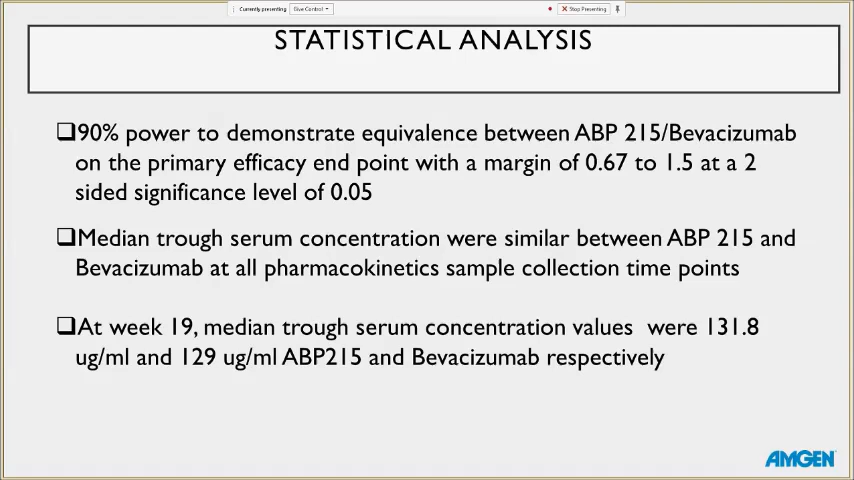 Currently presenting Give Control Stop Presenting
STATISTICAL ANALYSIS
90% power to demonstrate equivalence between ABP 215/Bevacizumab
on the primary efficacy end point with a margin of 0.67 to 1.5 at a 2
sided significance level of 0.05
Median trough serum concentration were similar between ABP 215 and
Bevacizumab at all pharmacokinetics sample collection time points
At week 19, median trough serum concentration values were 131.8
ug/ml and 129 ug/ml ABP215 and Bevacizumab respectively
AMGEN